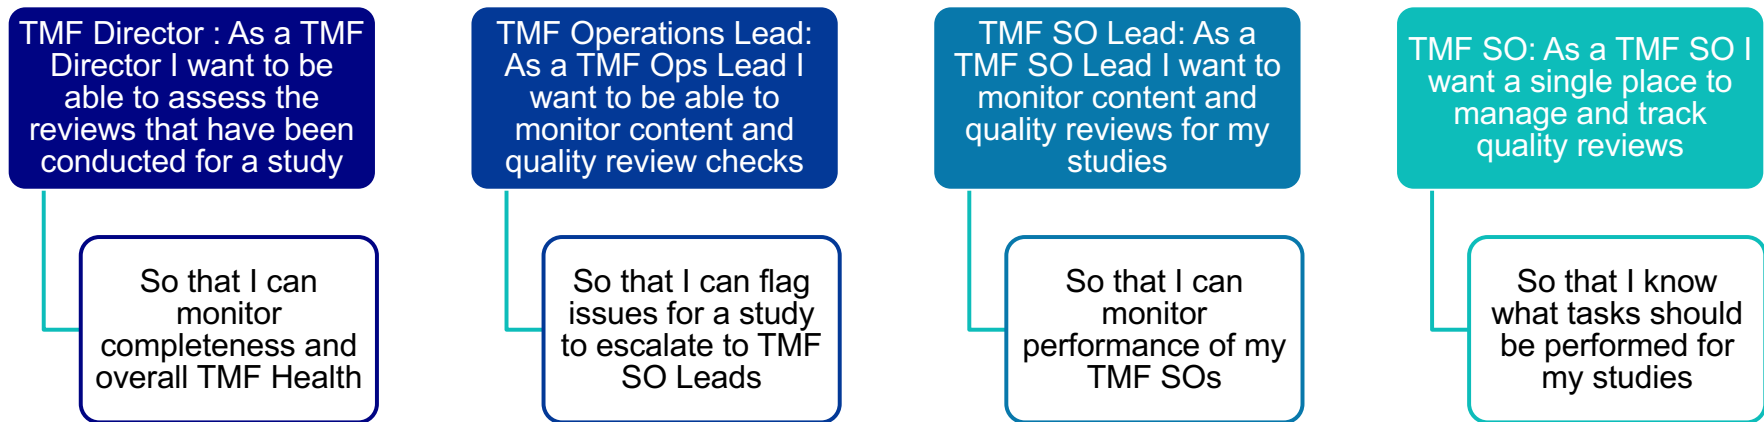 TMF Director : As a TMF
Director I want to be
able to assess the
reviews that have been
conducted for a study
So that I can
monitor
completeness and
overall TMF Health
TMF Operations Lead:
As a TMF Ops Lead I
want to be able to
monitor content and
quality review checks
So that I can flag
issues for a study
to escalate to TMF
SO Leads
TMF SO Lead: As a
TMF SO Lead I want to
monitor content and
quality reviews for my
studies
So that I can
monitor
performance of my
TMF SOs
TMF SO: As a TMF SO I
want a single place to
manage and track
quality reviews
So that I know
what tasks should
be performed for
my studies